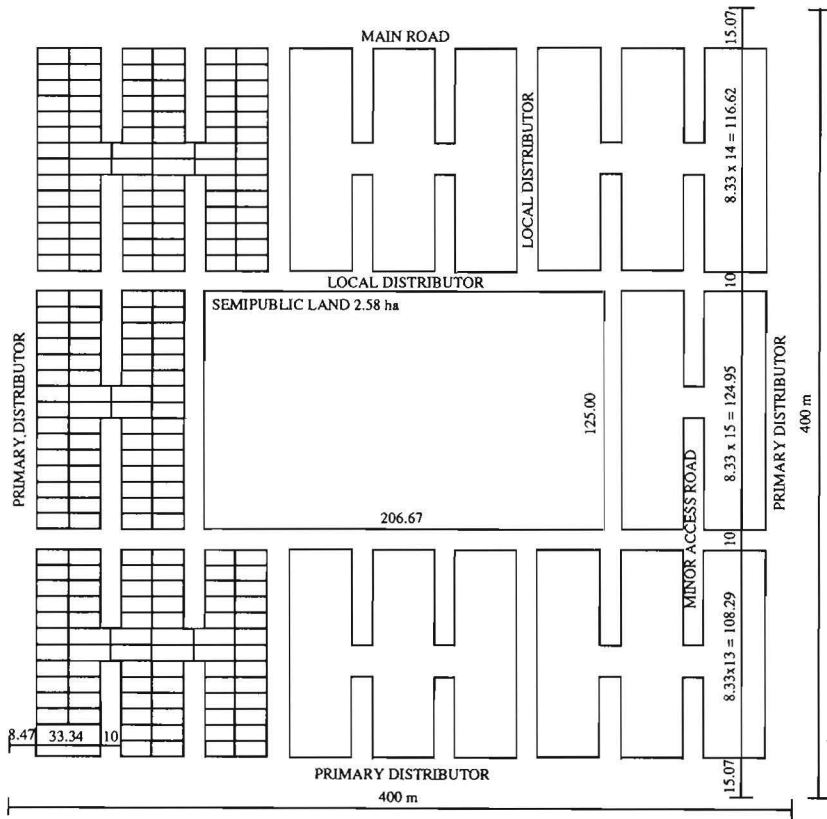 MAIN ROAD
15.07
8.33 x 14 = 116.62
LOCAL DISTRIBUTOR
LOCAL DISTRIBUTOR
10
SEMIPUBLIC LAND 2.58 ha
PRIMARY DISTRIBUTOR
125.00
8.33 x 15 = 124.95
PRIMARY DISTRIBUTOR
400 m
206.67
10
MINOR ACCESS ROAD
8.33x13 = 108.29
8.47
33.34
10
PRIMARY DISTRIBUTOR
15.07
400 m